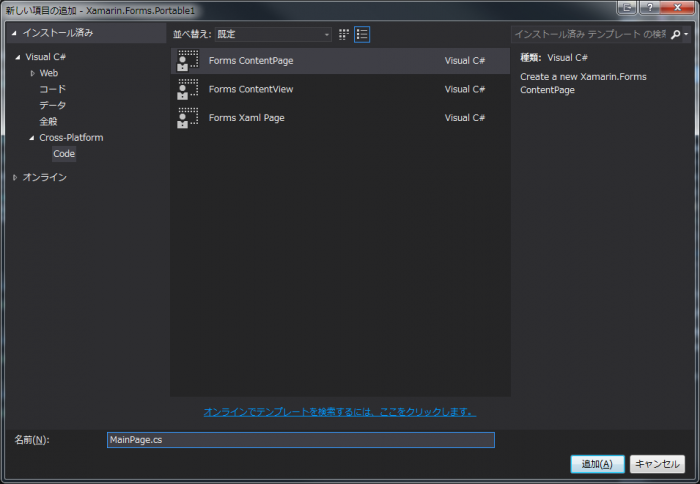 新しい項目の追加 - Xamarin.Forms.Portable1
インストール済み
並べ替え: 既定
インストール済み テンプレート の検索
Visual C#
Web
コード
データ
全般
Cross-Platform
Code
オンライン
Forms ContentPage Visual C#
Forms ContentView Visual C#
Forms Xaml Page Visual C#
種類: Visual C#
Create a new Xamarin.Forms
ContentPage
オンラインでテンプレートを検索するには、ここをクリックします。
名前(N): MainPage.cs
追加(A) キャンセル